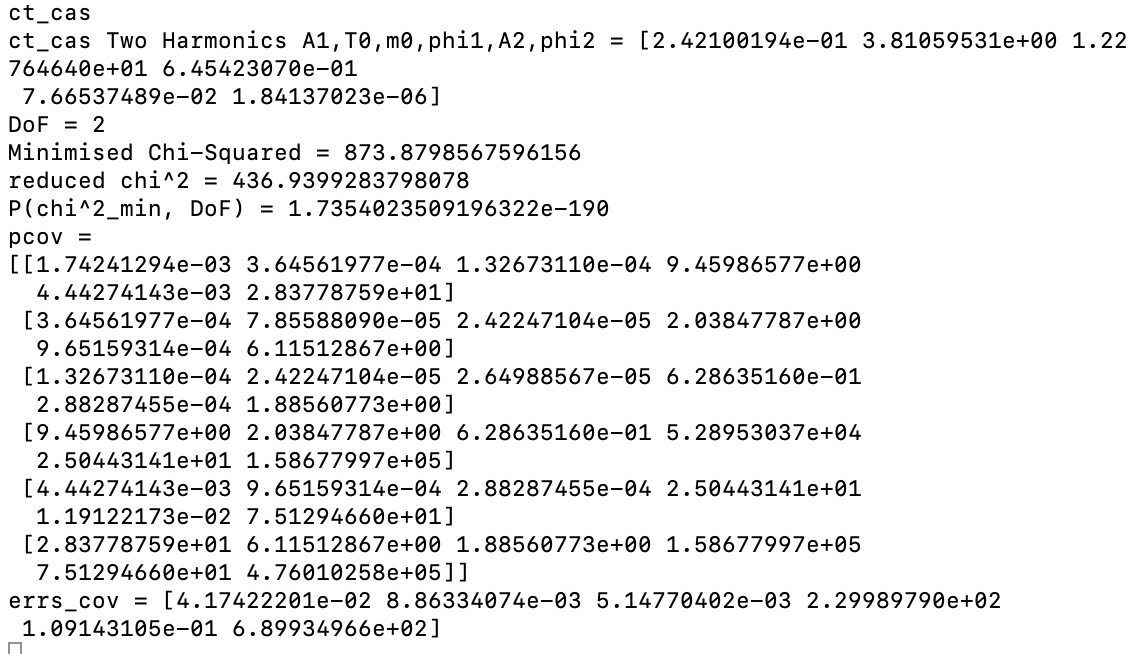 ct_cas
ct_cas Two Harmonics A1,T0,m0,phi1,A2,phi2 = [2.42100194e-01 3.81059531e+00 1.22
764640e+01 6.45423070e-01
 7.66537489e-02 1.84137023e-06]
DoF = 2
Minimised Chi-Squared = 873.8798567596156
reduced chi^2 = 436.9399283798078
P(chi^2_min, DoF) = 1.7354023509196322e-190
pcov =
[[1.74241294e-03 3.64561977e-04 1.32673110e-04 9.45986577e+00
  4.44274143e-03 2.83778759e+01]
 [3.64561977e-04 7.85588090e-05 2.42247104e-05 2.03847787e+00
  9.65159314e-04 6.11512867e+00]
 [1.32673110e-04 2.42247104e-05 2.64988567e-05 6.28635160e-01
  2.88287455e-04 1.88560773e+00]
 [9.45986577e+00 2.03847787e+00 6.28635160e-01 5.28953037e+04
  2.50443141e+01 1.58677997e+05]
 [4.44274143e-03 9.65159314e-04 2.88287455e-04 2.50443141e+01
  1.19122173e-02 7.51294660e+01]
 [2.83778759e+01 6.11512867e+00 1.88560773e+00 1.58677997e+05
  7.51294660e+01 4.76010258e+05]]
errs_cov = [4.17422201e-02 8.86334074e-03 5.14770402e-03 2.29989790e+02
 1.09143105e-01 6.89934966e+02]